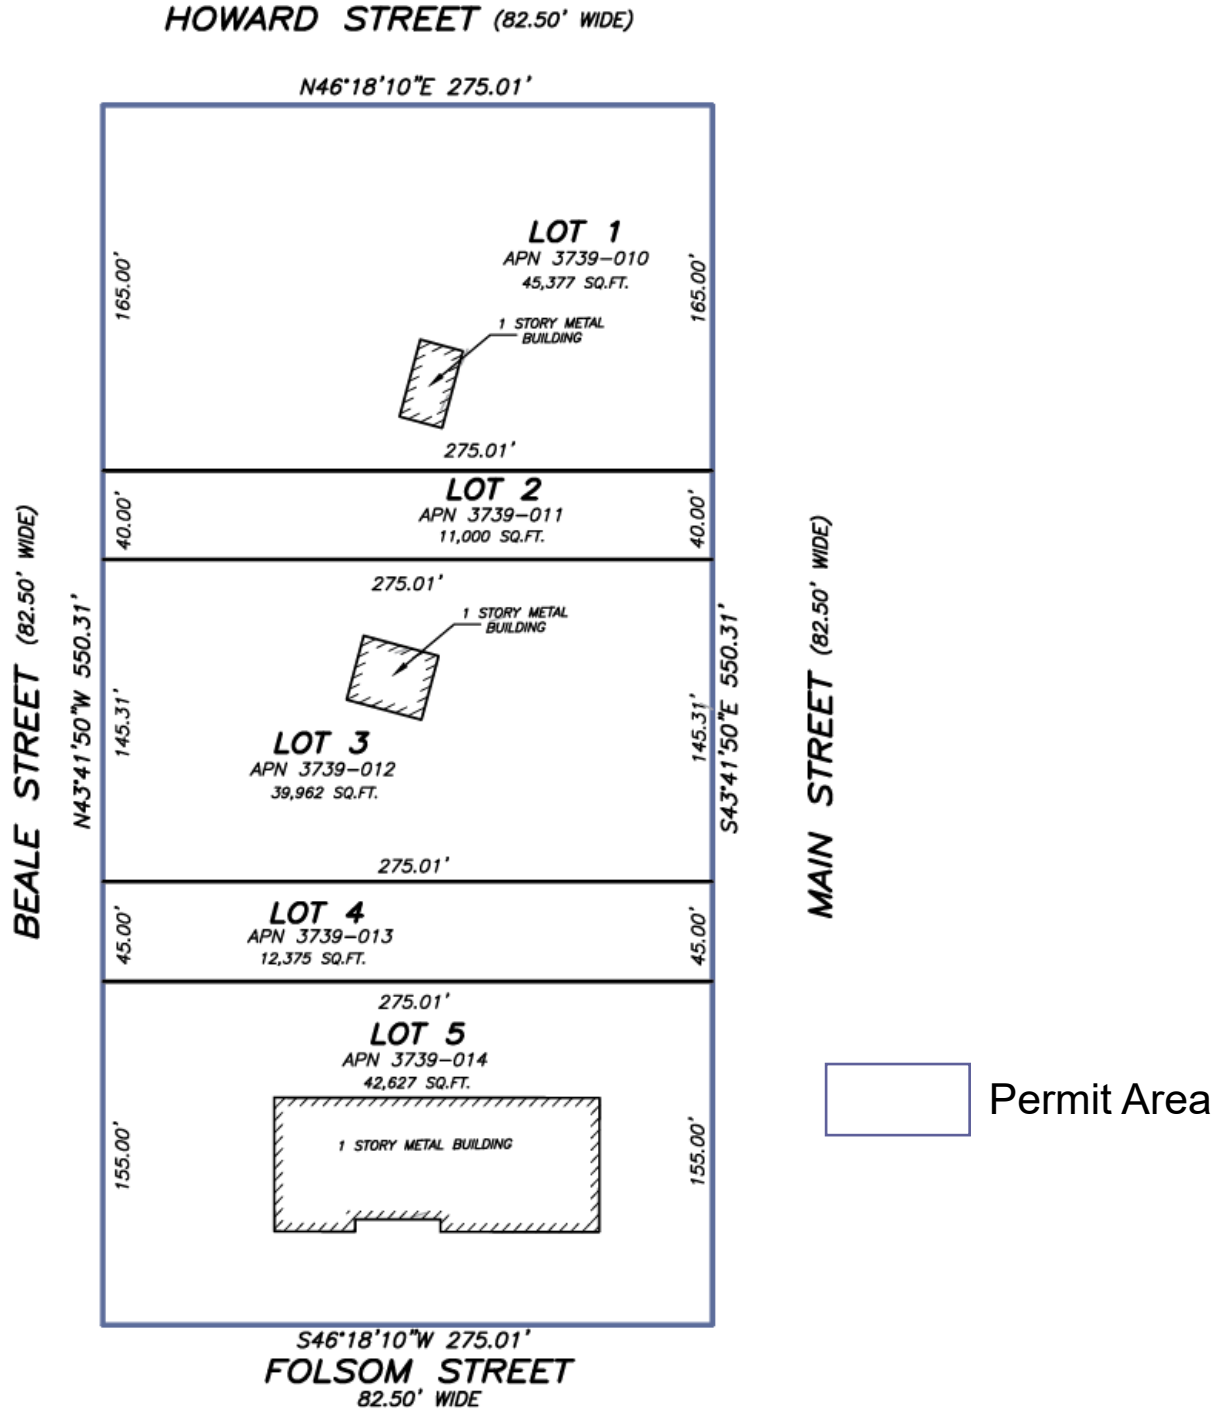 HOWARD STREET (82.50' WIDE)
N46°18'10"E 275.01'
LOT 1
APN 3739-010
45,377 SQ.FT.
165.00'
165.00'
1 STORY METAL
BUILDING
275.01'
LOT 2
APN 3739-011
11,000 SQ.FT.
40.00'
40.00'
275.01'
1 STORY METAL
BUILDING
BEALE STREET (82.50' WIDE)
N43°41'50"W 550.31'
145.31'
145.31'
S43°41'50"E 550.31'
MAIN STREET (82.50' WIDE)
LOT 3
APN 3739-012
39,962 SQ.FT.
275.01'
LOT 4
APN 3739-013
12,375 SQ.FT.
45.00'
45.00'
275.01'
LOT 5
APN 3739-014
42,627 SQ.FT.
1 STORY METAL BUILDING
155.00'
155.00'
Permit Area
S46°18'10"W 275.01'
FOLSOM STREET
82.50' WIDE